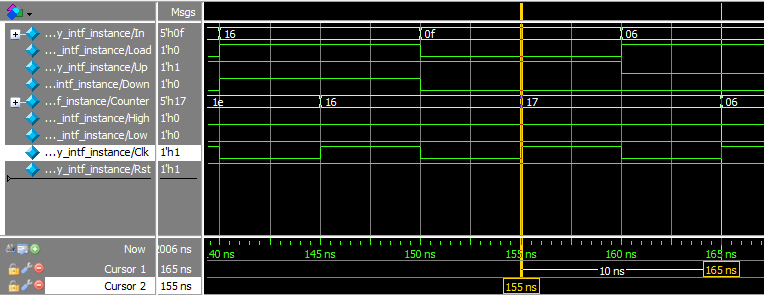 Msgs
...y_intf_instance/In 5'h0f 16 0f 06
..._intf_instance/Load 1'h0
...y_intf_instance/Up 1'h1
...intf_instance/Down 1'h0
...f_instance/Counter 5'h17 1e 16 17 06
..._intf_instance/High 1'h0
..._intf_instance/Low 1'h0
...y_intf_instance/Clk 1'h1
...y_intf_instance/Rst 1'h1
Now 2006 ns 140 ns 145 ns 150 ns 155 ns 160 ns 165 ns
Cursor 1 165 ns 10 ns 165 ns
Cursor 2 155 ns 155 ns